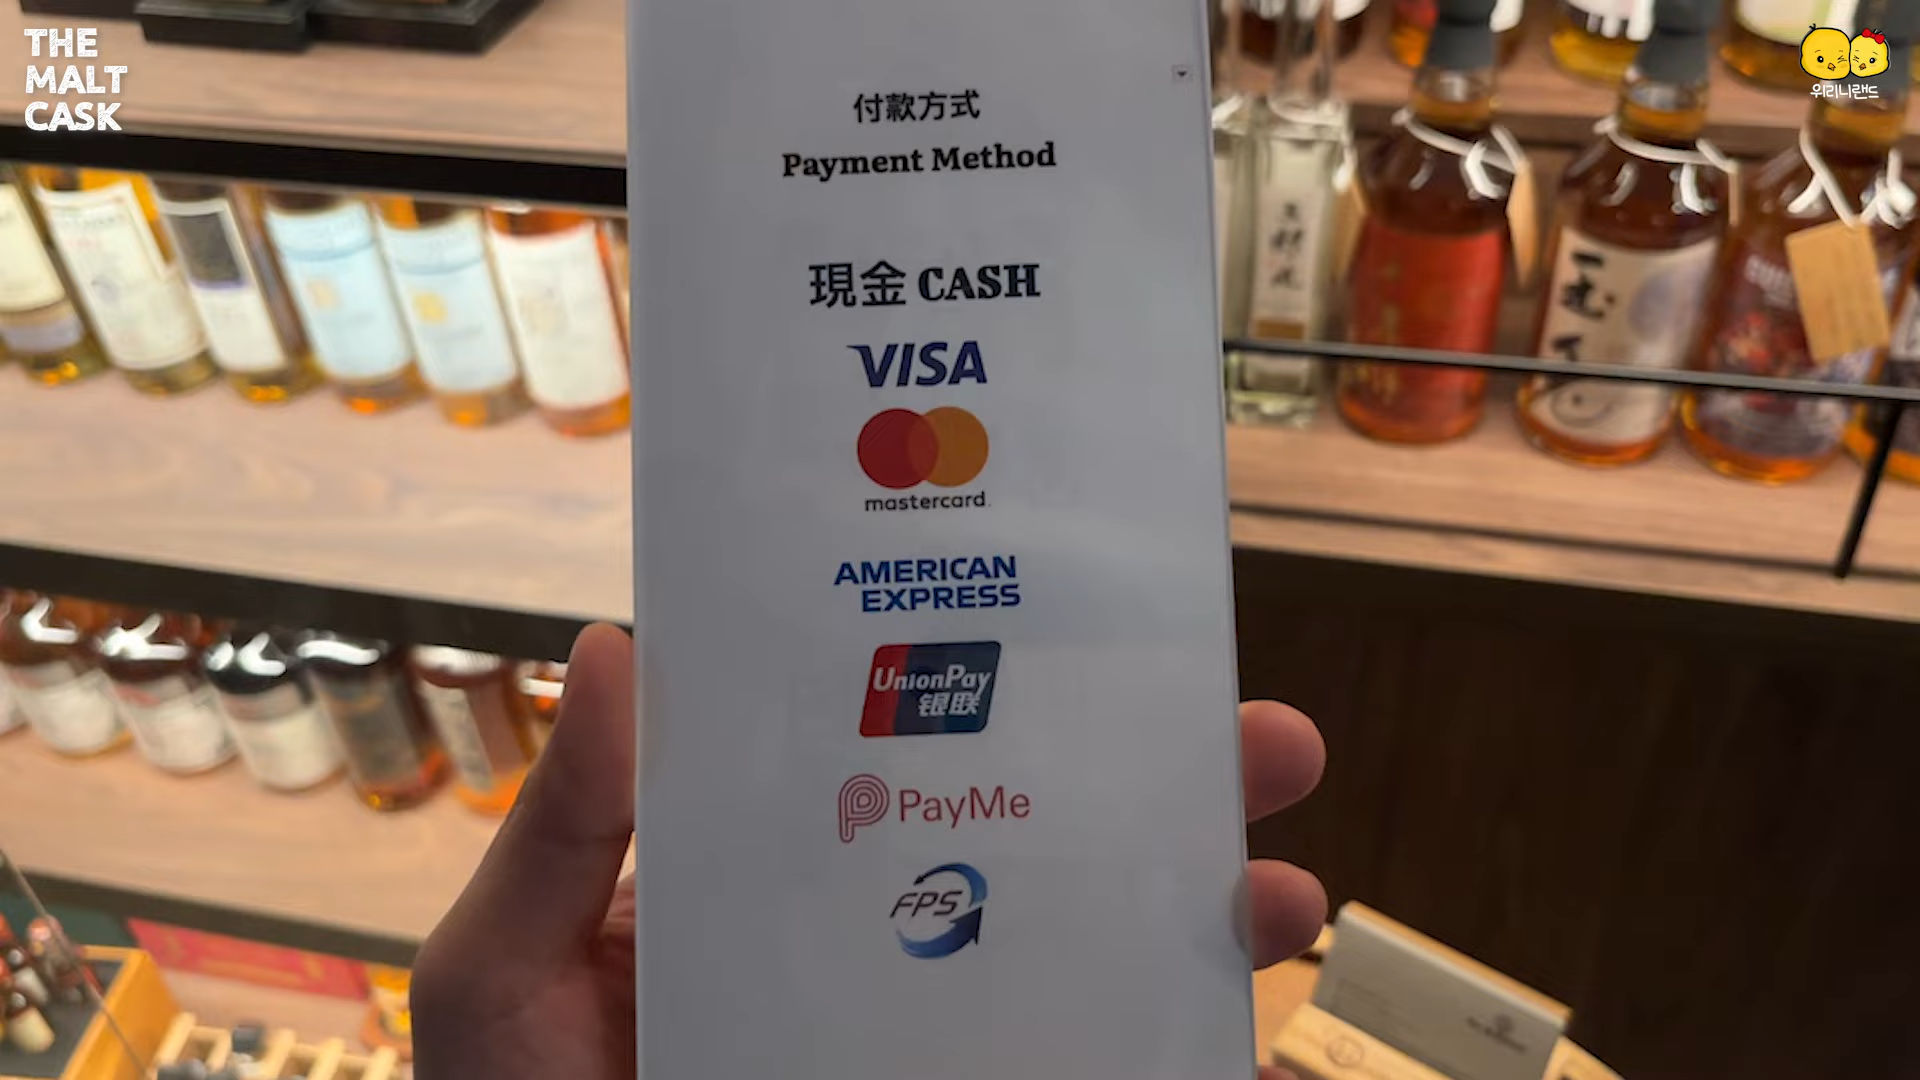 THE
MALT
CASK
위리니랜드
付款方式
Payment Method
現金 CASH
VISA
mastercard
AMERICAN
EXPRESS
UnionPay
银联
PayMe
FPS